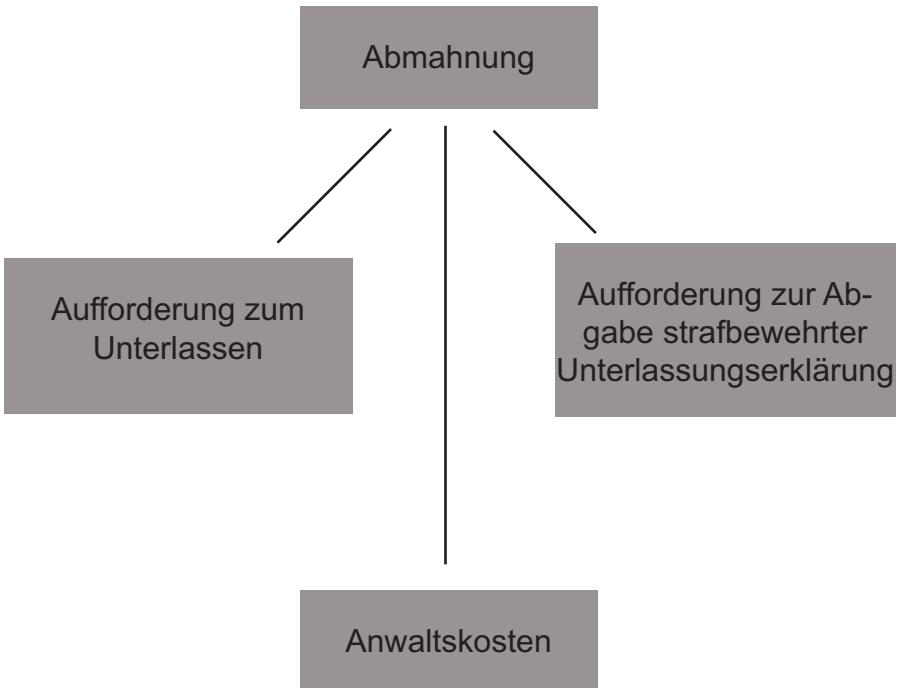 Abmahnung
Aufforderung zum
Unterlassen
Aufforderung zur Ab-
gabe strafbewehrter
Unterlassungserklärung
Anwaltskosten